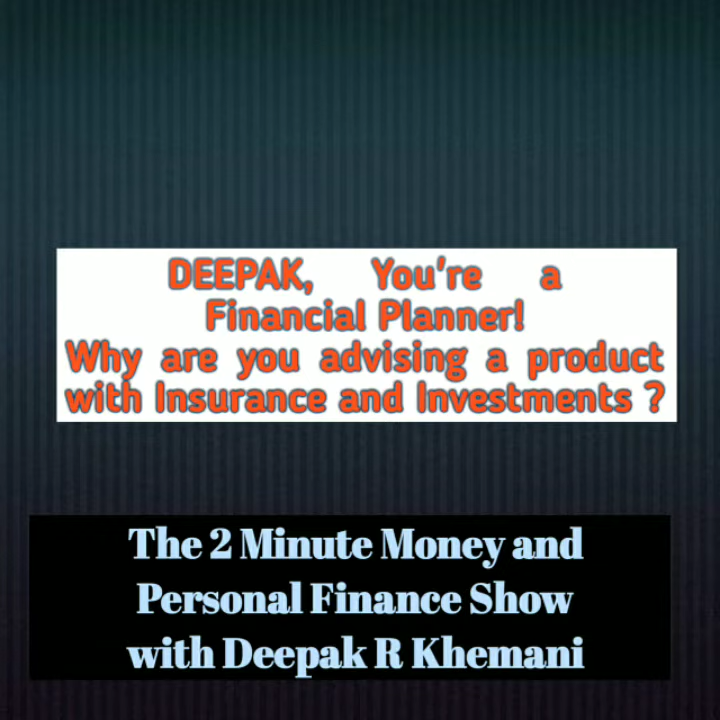 DEEPAK, You're a
Financial Planner!
Why are you advising a product
with Insurance and Investments ?
The 2 Minute Money and
Personal Finance Show
with Deepak R Khemani